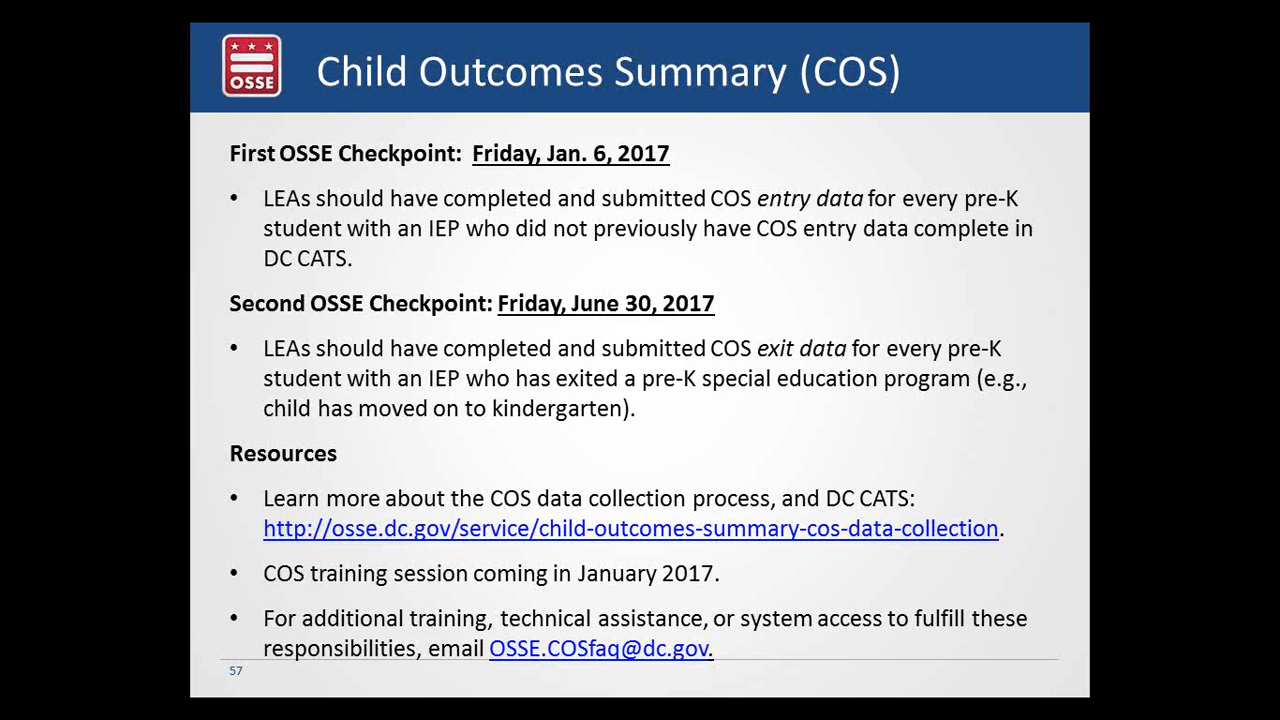 OSSE
Child Outcomes Summary (COS)
First OSSE Checkpoint: Friday, Jan. 6, 2017
• LEAs should have completed and submitted COS entry data for every pre-K
student with an IEP who did not previously have COS entry data complete in
DC CATS.
Second OSSE Checkpoint: Friday, June 30, 2017
• LEAs should have completed and submitted COS exit data for every pre-K
student with an IEP who has exited a pre-K special education program (e.g.,
child has moved on to kindergarten).
Resources
• Learn more about the COS data collection process, and DC CATS:
http://osse.dc.gov/service/child-outcomes-summary-cos-data-collection.
• COS training session coming in January 2017.
• For additional training, technical assistance, or system access to fulfill these
responsibilities, email OSSE.COSfaq@dc.gov.
57